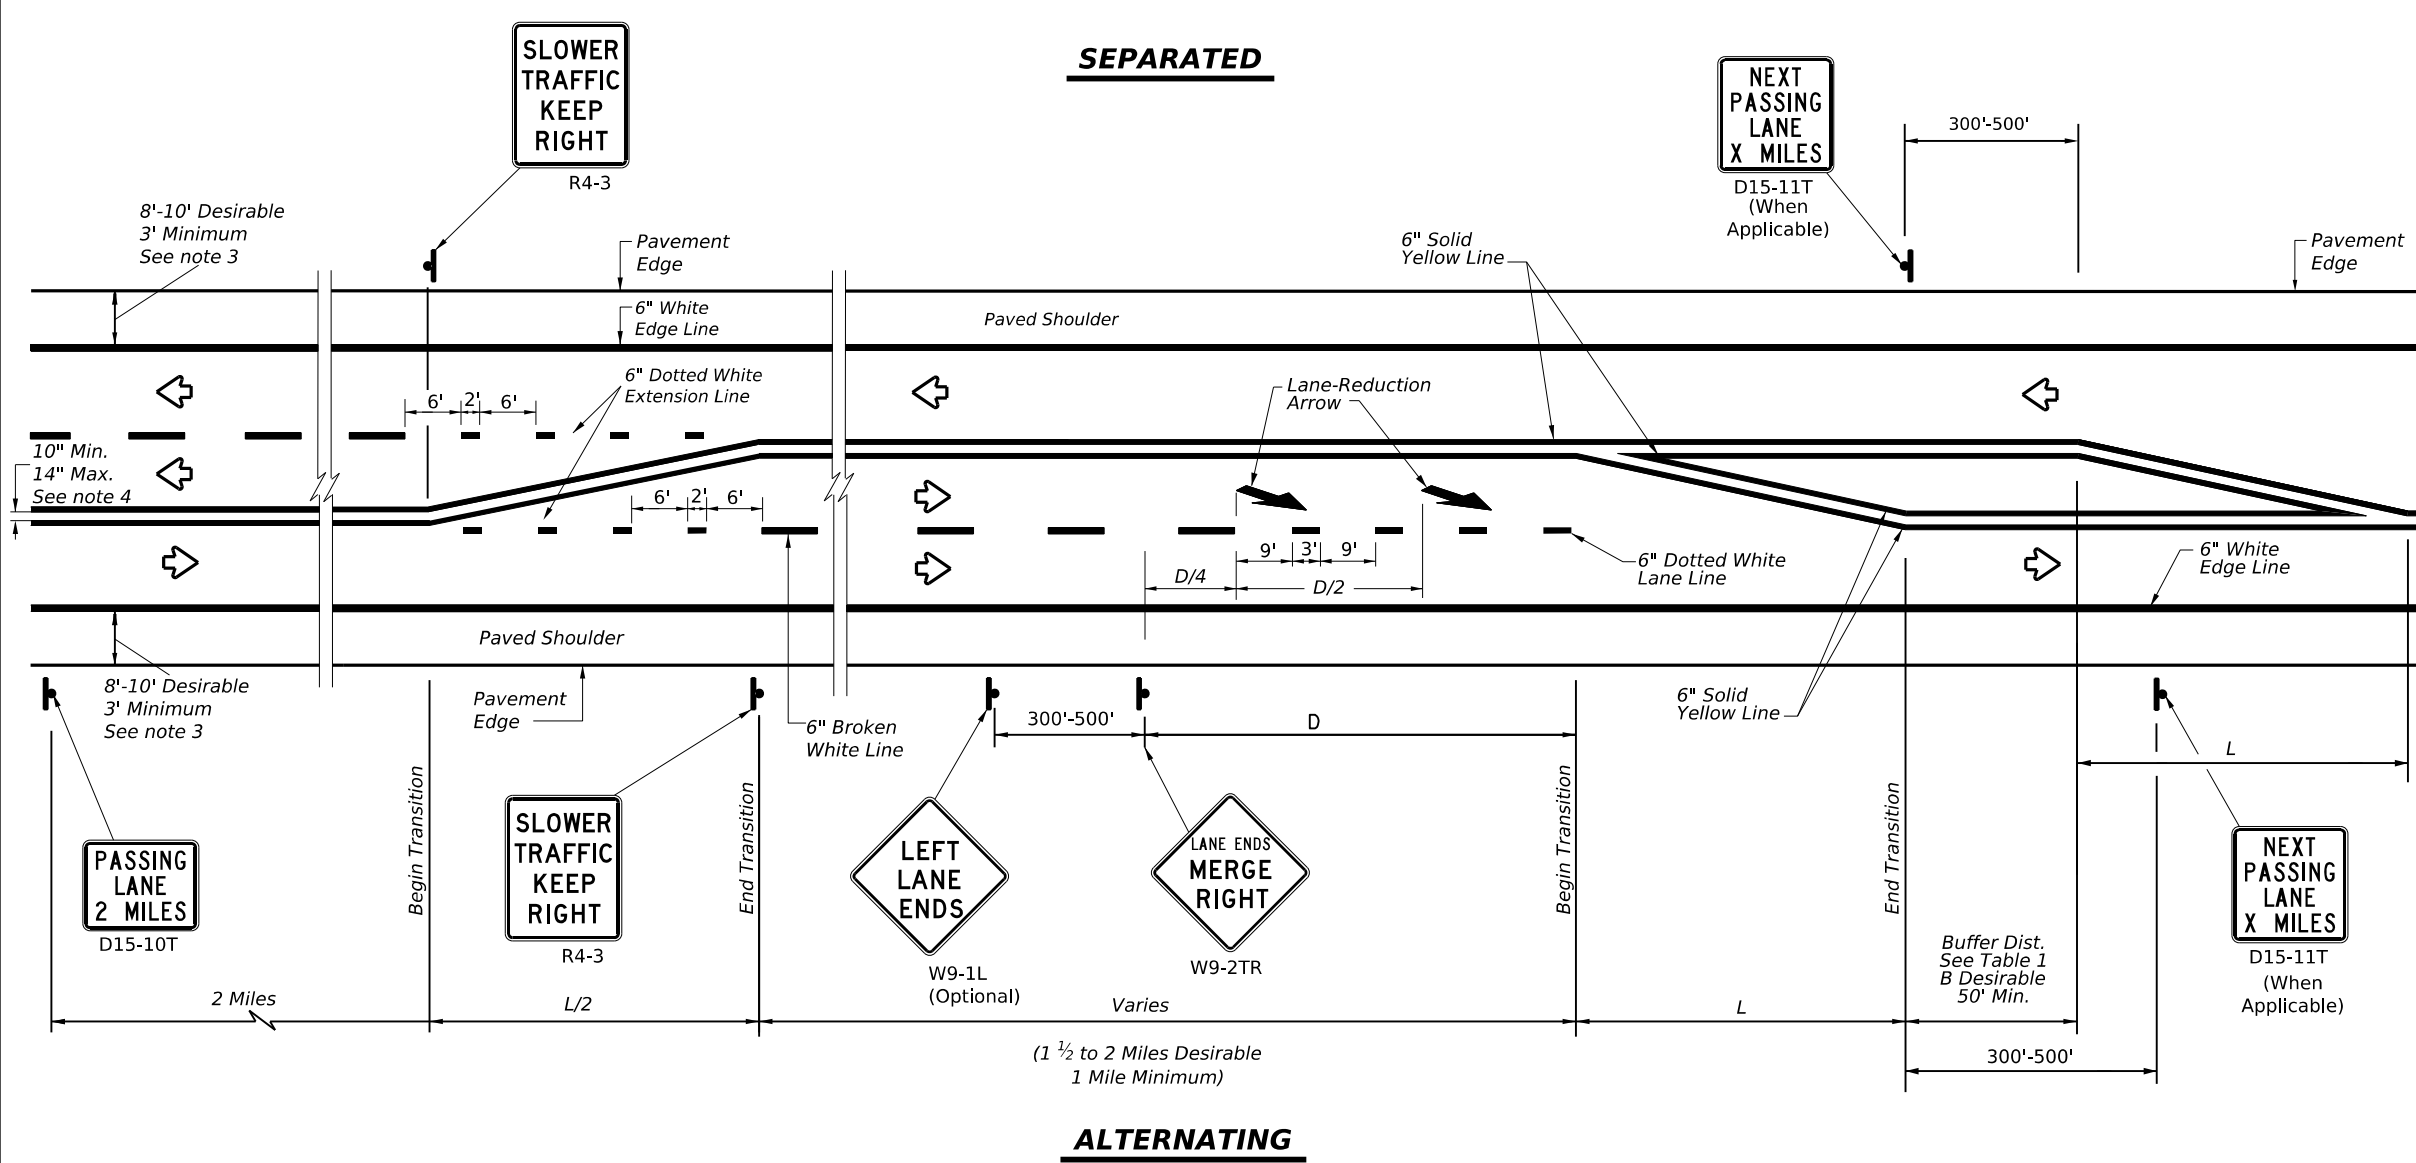 SEPARATED
SLOWER
TRAFFIC
KEEP
RIGHT
R4-3
NEXT
PASSING
LANE
X MILES
D15-11T
(When
Applicable)
300'-500'
8'-10' Desirable
3' Minimum
See note 3
Pavement
Edge
6" White
Edge Line
Paved Shoulder
6" Solid
Yellow Line
Pavement
Edge
6" Dotted White
Extension Line
6'
2'
6'
Lane-Reduction
Arrow
10" Min.
14" Max.
See note 4
6'
2'
6'
9'
3'
9'
D/4
D/2
6" Dotted White
Lane Line
6" White
Edge Line
Paved Shoulder
8'-10' Desirable
3' Minimum
See note 3
Pavement
Edge
6" Broken
White Line
300'-500'
D
6" Solid
Yellow Line
L
PASSING
LANE
2 MILES
D15-10T
Begin Transition
SLOWER
TRAFFIC
KEEP
RIGHT
R4-3
End Transition
LEFT
LANE
ENDS
W9-1L
(Optional)
LANE ENDS
MERGE
RIGHT
W9-2TR
Begin Transition
End Transition
Buffer Dist.
See Table 1
B Desirable
50' Min.
NEXT
PASSING
LANE
X MILES
D15-11T
(When
Applicable)
2 Miles
L/2
Varies
L
(1 ½ to 2 Miles Desirable
1 Mile Minimum)
300'-500'
ALTERNATING